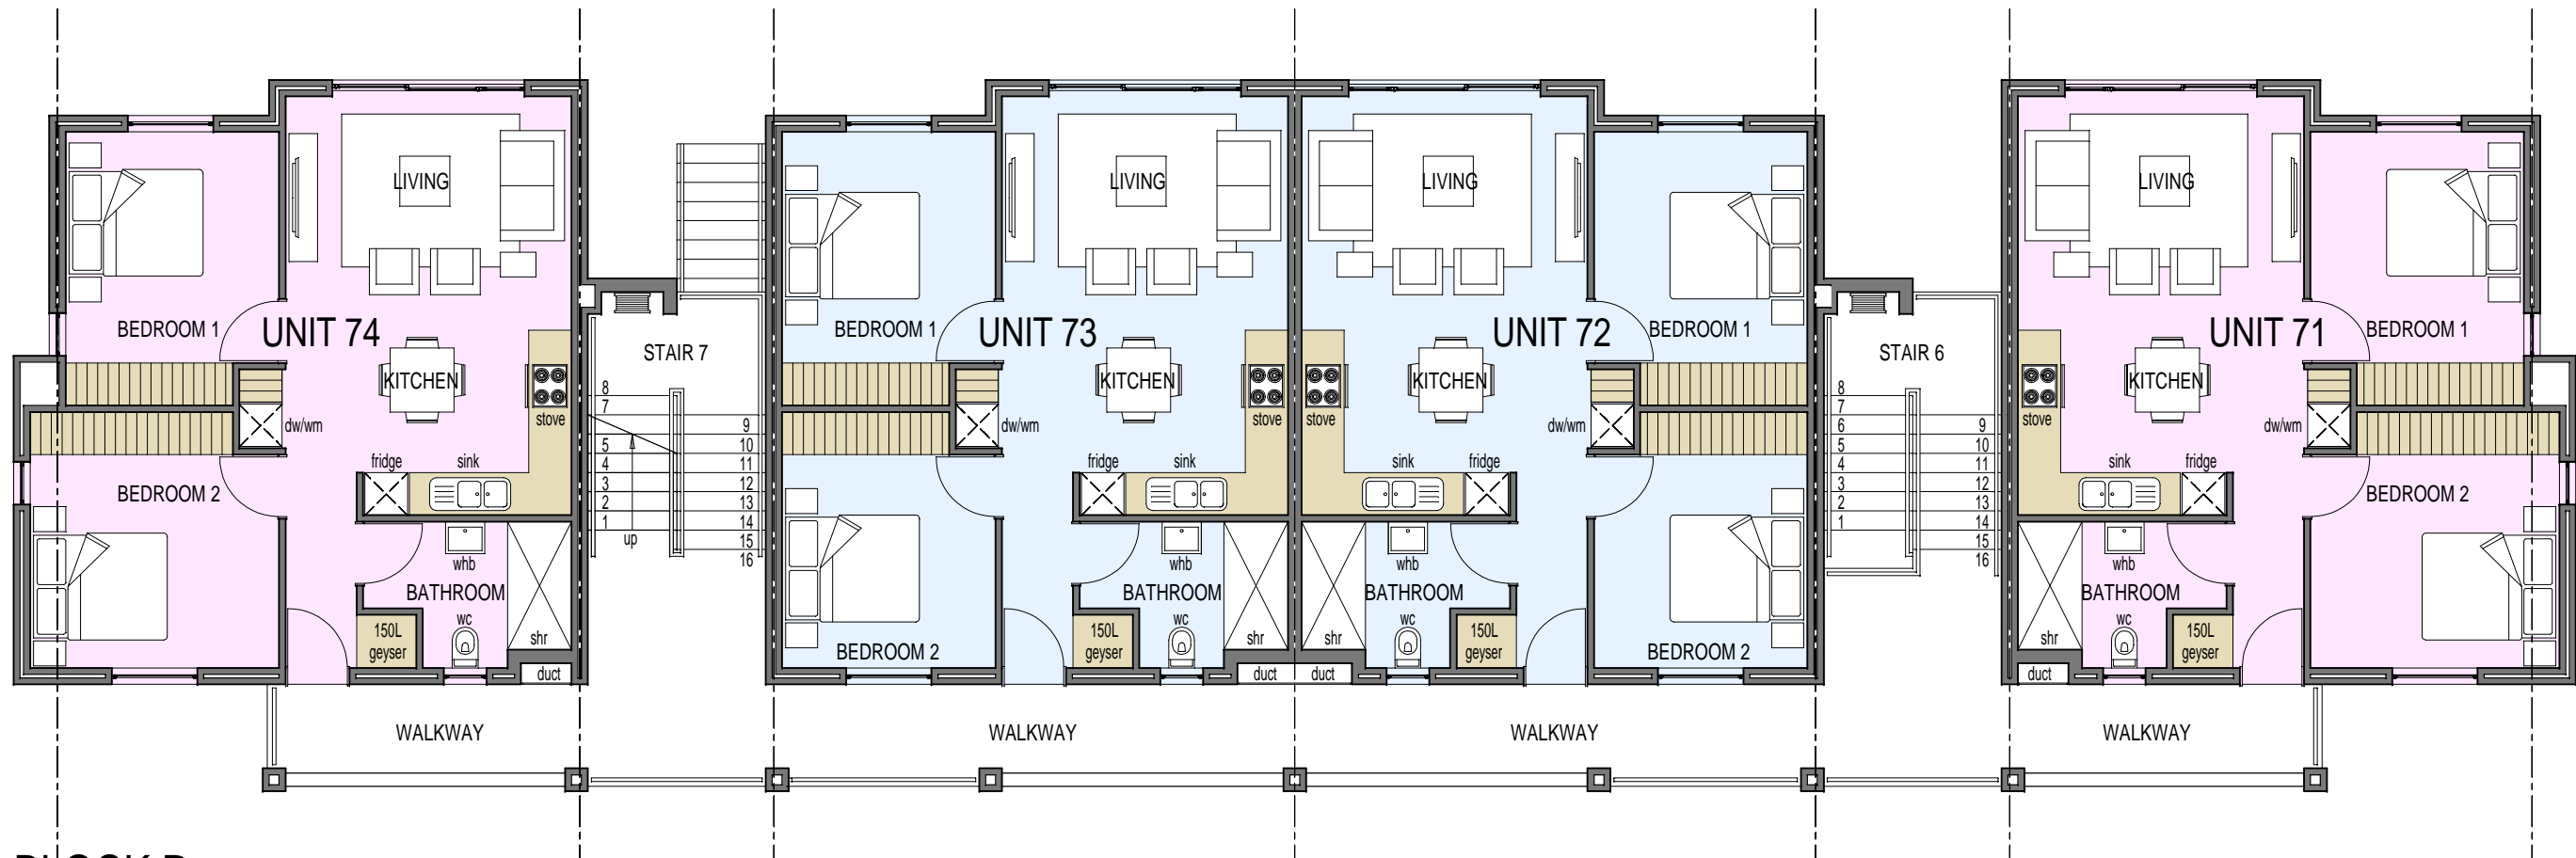 LIVING
BEDROOM 1
UNIT 74
KITCHEN
stove
dw/wm
fridge
sink
BEDROOM 2
whb
BATHROOM
wc
150L
geyser
shr
duct
WALKWAY
STAIR 7
8
7
5
4
3
2
1
up
9
10
11
12
13
14
15
16
LIVING
BEDROOM 1
UNIT 73
KITCHEN
stove
dw/wm
fridge
sink
whb
BATHROOM
wc
150L
geyser
shr
BEDROOM 2
duct
WALKWAY
LIVING
UNIT 72
BEDROOM 1
KITCHEN
stove
dw/wm
sink
fridge
whb
BATHROOM
wc
shr
150L
geyser
BEDROOM 2
duct
WALKWAY
STAIR 6
8
7
6
5
4
3
2
1
9
10
11
12
13
14
15
16
LIVING
UNIT 71
BEDROOM 1
KITCHEN
stove
dw/wm
sink
fridge
BEDROOM 2
whb
BATHROOM
wc
shr
150L
geyser
duct
WALKWAY